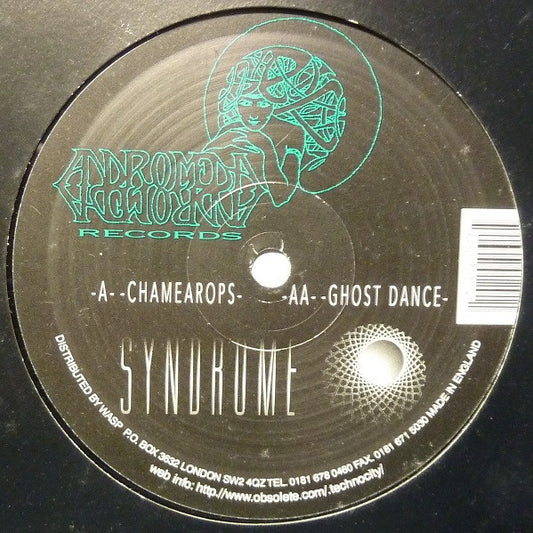 ANDROMEDA
RECORDS
-A- -CHAMEAROPS- -AA- -GHOST DANCE-
SYNDROME
DISTRIBUTED BY WASP P.O. BOX 3632 LONDON SW2 4QZ TEL. 0181 678 0460 FAX. 0181 671 5030 MADE IN ENGLAND
web info: http://www.obsolete.com/.technocity/